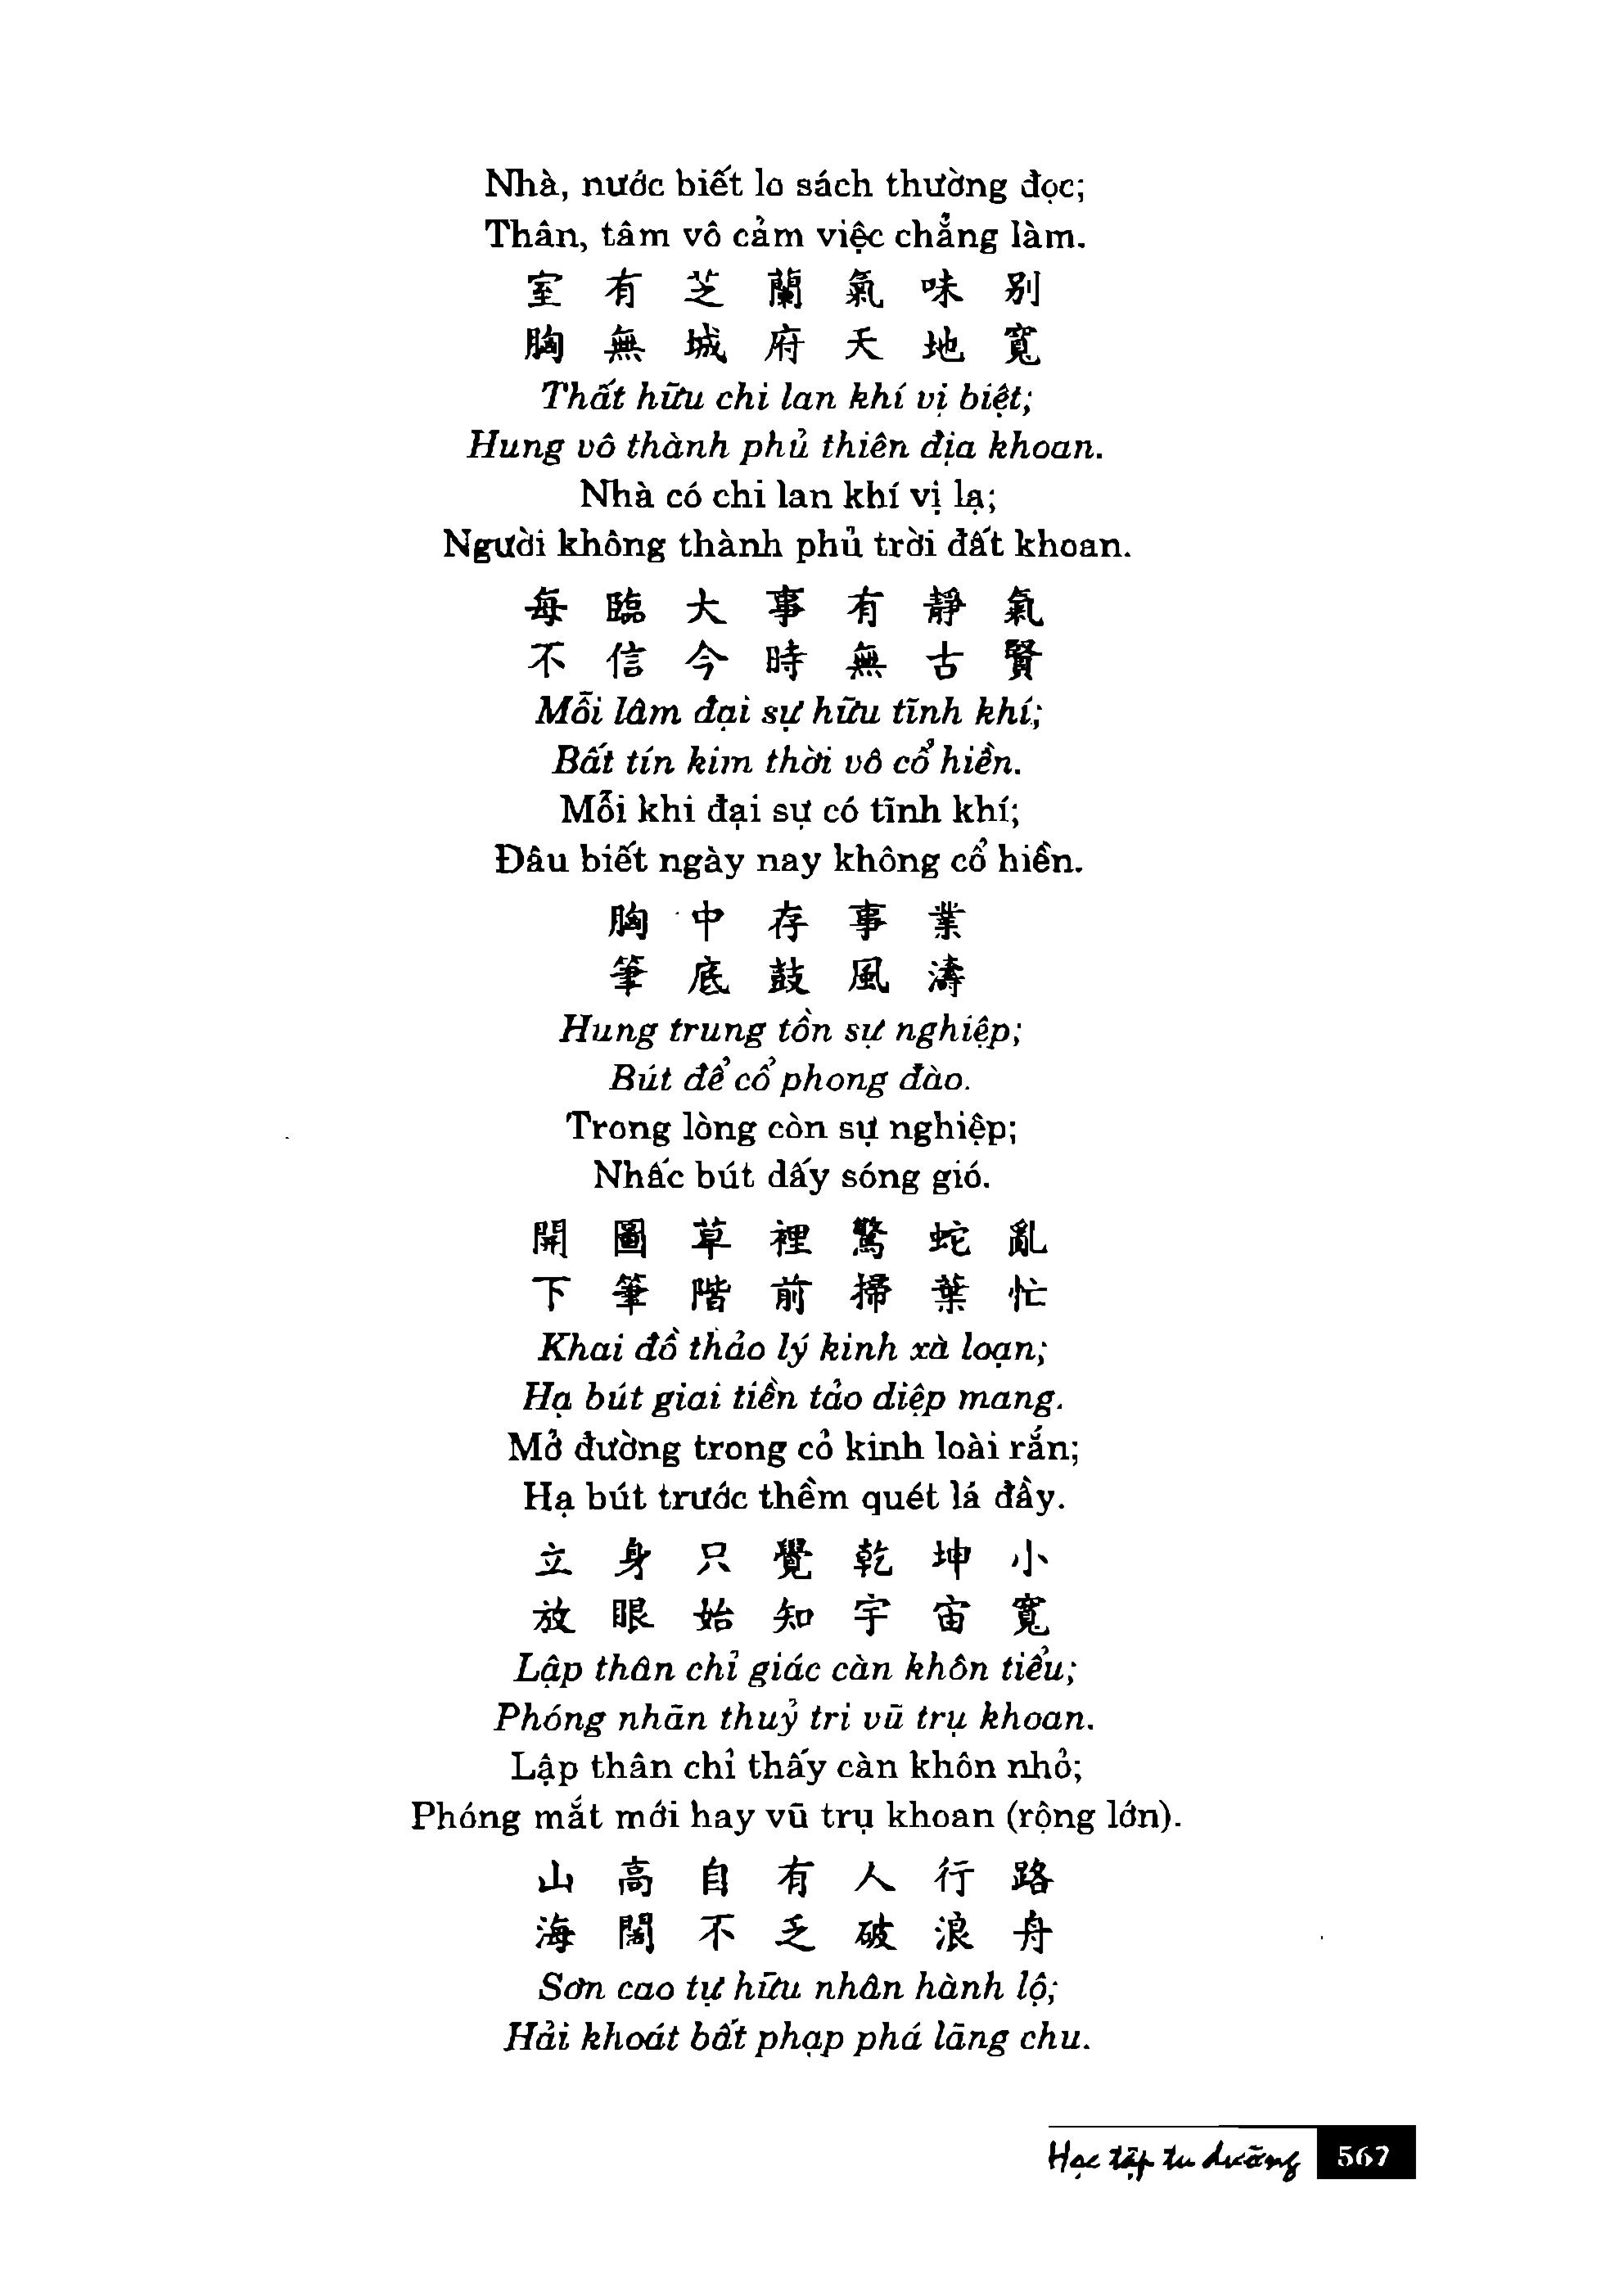 Nhà, nước biết lo sách thường đọc;
Thân, tâm vô cảm việc chẳng làm.
室 有 芝 蘭 氣 味 别
胸 無 城 府 天 地 寬
Thất hữu chi lan khí vị biệt;
Hung vô thành phủ thiên địa khoan.
Nhà có chi lan khí vị lạ;
Người không thành phủ trời đất khoan.
每 臨 大 事 有 靜 氣
不 信 今 時 無 古 賢
Mỗi lâm đại sự hữu tĩnh khí;
Bất tín kim thời vô cổ hiền.
Mỗi khi đại sự có tĩnh khí;
Đâu biết ngày nay không cổ hiền.
胸 中 存 事 業
筆 底 鼓 風 濤
Hung trung tồn sự nghiệp;
Bút để cổ phong đào.
Trong lòng còn sự nghiệp;
Nhấc bút dấy sóng gió.
開 圖 草 裡 驚 蛇 亂
下 筆 階 前 掃 葉 忙
Khai đồ thảo lý kinh xà loạn;
Hạ bút giai tiền tảo diệp mang.
Mở đường trong cỏ kinh loài rắn;
Hạ bút trước thềm quét lá đầy.
立 身 只 覺 乾 坤 小
放 眼 始 知 宇 宙 寬
Lập thân chỉ giác càn khôn tiểu;
Phóng nhãn thuỷ tri vũ trụ khoan.
Lập thân chỉ thấy càn khôn nhỏ;
Phóng mắt mới hay vũ trụ khoan (rộng lớn).
山 高 自 有 人 行 路
海 闊 不 乏 破 浪 舟
Sơn cao tự hữu nhân hành lộ;
Hải khoát bất phạp phá lãng chu.
Học tập tu dưỡng 567